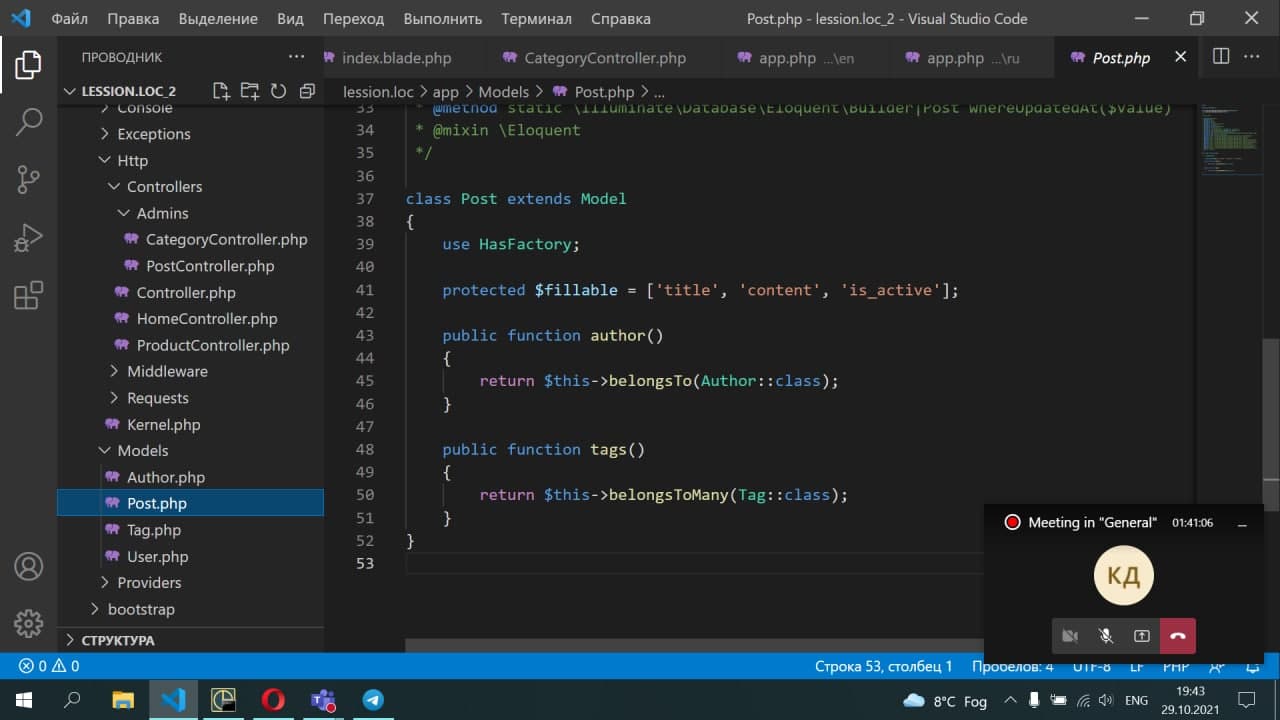 Файл Правка Выделение Вид Переход Выполнить Терминал Справка Post.php - lession.loc_2 - Visual Studio Code
ПРОВОДНИК ··· index.blade.php CategoryController.php app.php ...\en app.php ...\ru Post.php
LESSION.LOC_2
lession.loc > app > Models > Post.php > ...
Console
Exceptions
Http
Controllers
Admins
CategoryController.php
PostController.php
Controller.php
HomeController.php
ProductController.php
Middleware
Requests
Kernel.php
Models
Author.php
Post.php
Tag.php
User.php
Providers
bootstrap
СТРУКТУРА
33 * @method static \Illuminate\Database\Eloquent\Builder|Post whereUpdatedAt($value)
34 * @mixin \Eloquent
35 */
36
37 class Post extends Model
38 {
39 use HasFactory;
40
41 protected $fillable = ['title', 'content', 'is_active'];
42
43 public function author()
44 {
45 return $this->belongsTo(Author::class);
46 }
47
48 public function tags()
49 {
50 return $this->belongsToMany(Tag::class);
51 }
52 }
53
Meeting in "General" 01:41:06
КД
0 0 Строка 53, столбец 1 Пробелов: 4 UTF-8 LF PHP
8°C Fog ENG 19:43
29.10.2021